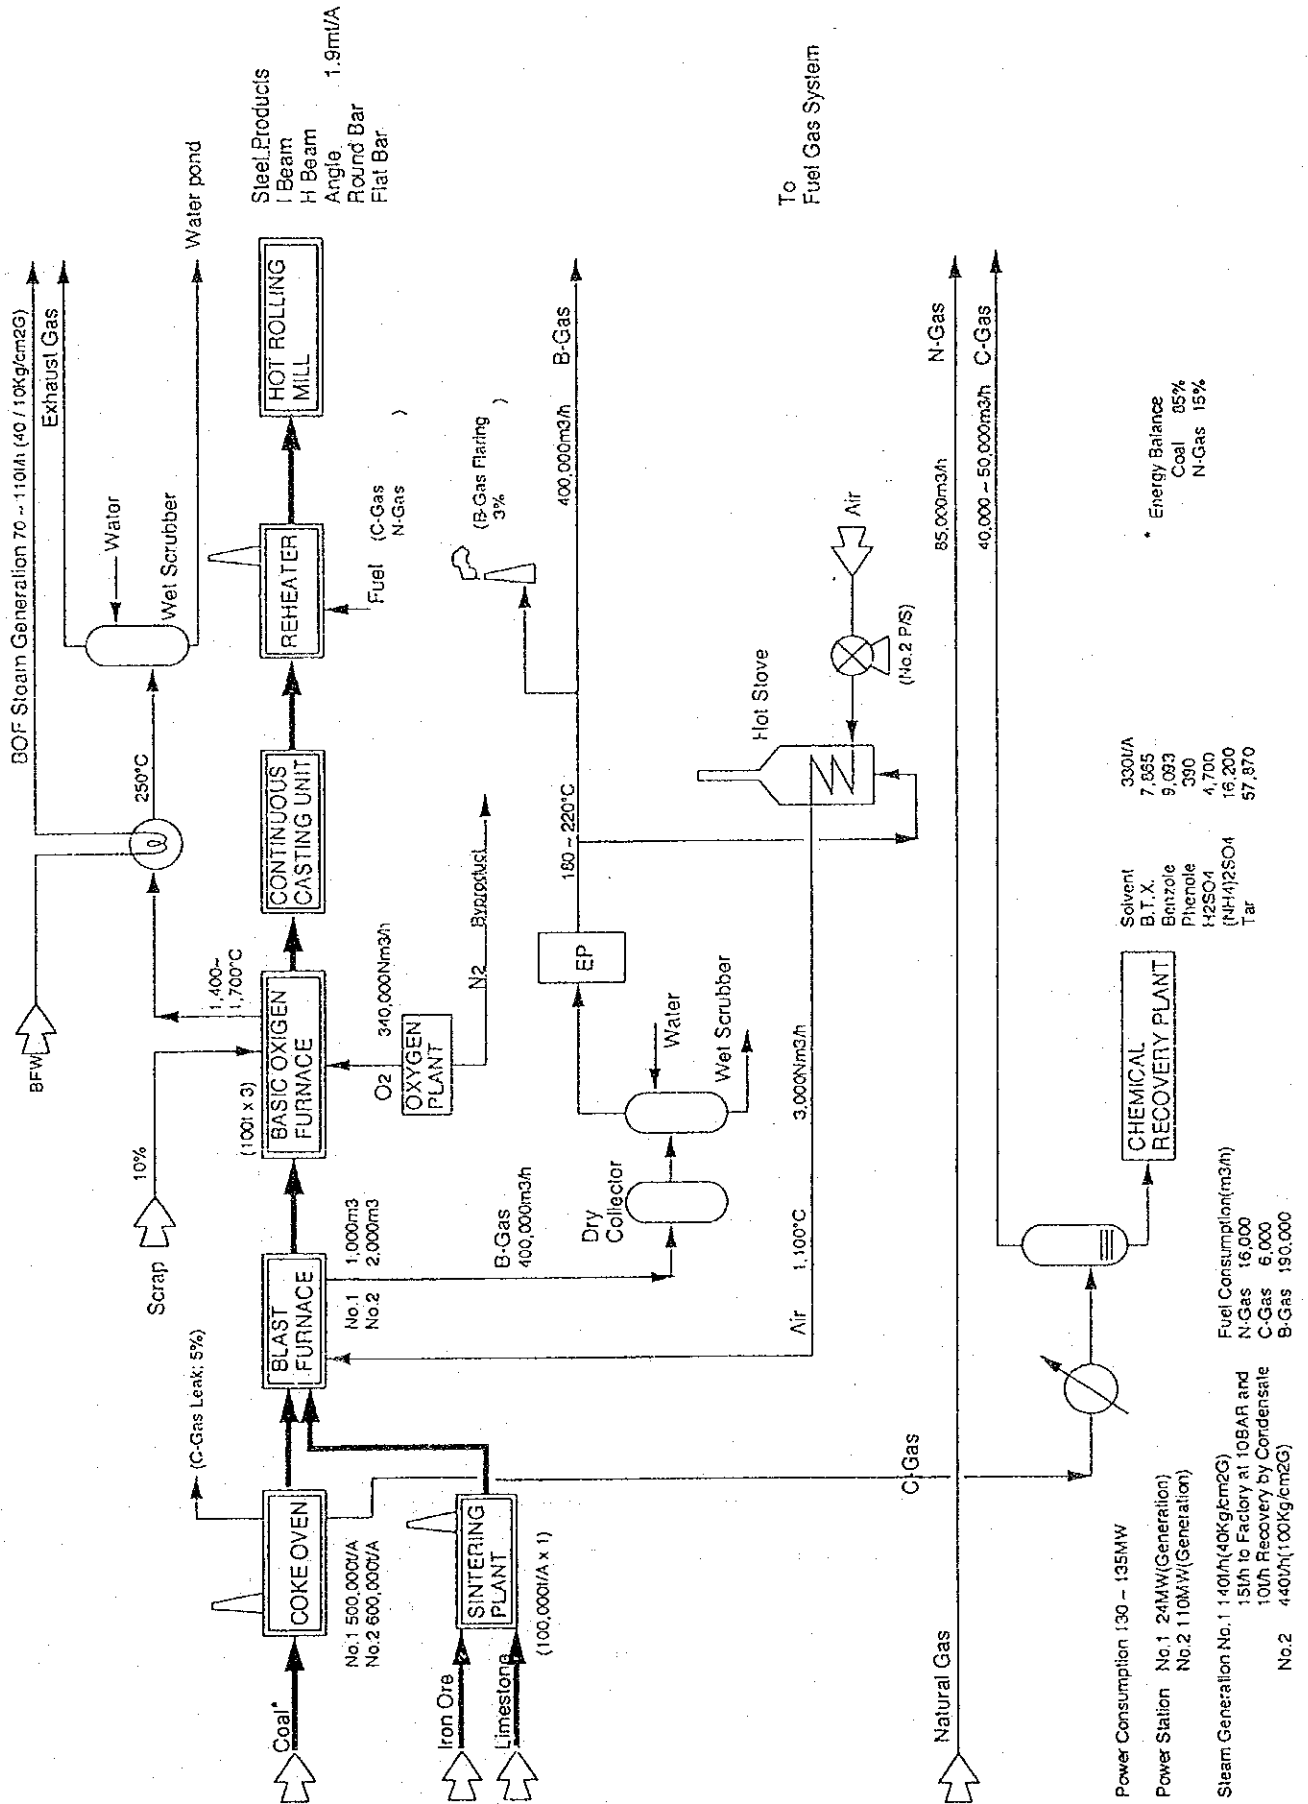 BOF Stoam Generation 70 ~ 110t/h (40 / 10Kg/cm2G)
Exhaust Gas
BFW
250°C
Water
Wet Scrubber
Water pond
Scrap
10%
1,400~
1,700°C
(C-Gas Leak: 5%)
(100t x 3)
Coal*
COKE OVEN
BLAST
FURNACE
BASIC OXIGEN
FURNACE
CONTINUOUS
CASTING UNIT
REHEATER
HOT ROLLING
MILL
Steel Products
I Beam
H Beam
Angle 1.9mt/A
Round Bar
Flat Bar
No.1 500,000t/A
No.2 600,000t/A
No.1 1,000m3
No.2 2,000m3
O2 340,000Nm3/h
OXYGEN
PLANT
N2 Byproduct
Fuel (C-Gas
N-Gas )
Iron Ore
Limestone
SINTERING
PLANT
(100,000t/A x 1)
B-Gas
400,000m3/h
Dry
Collector
Water
Wet Scrubber
EP
180 ~ 220°C
(B-Gas Flaring
3% )
400,000m3/h B-Gas
Hot Stove
Air
(No.2 P/S)
Air 1,100°C 3,000Nm3/h
To
Fuel Gas System
Natural Gas
85,000m3/h N-Gas
C-Gas
40,000 ~ 50,000m3/h C-Gas
CHEMICAL
RECOVERY PLANT
Solvent 330t/A
B.T.X. 7,865
Benzole 9,093
Phenole 390
H2SO4 4,700
(NH4)2SO4 16,200
Tar 57,870
* Energy Balance
Coal 85%
N-Gas 15%
Power Consumption 130 ~ 135MW
Power Station No.1 24MW(Generation)
No.2 110MW(Generation)
Steam Generation No.1 140t/h(40Kg/cm2G)
15t/h to Factory at 10BAR and
10t/h Recovery by Condensate
No.2 440t/h(100Kg/cm2G)
Fuel Consumption(m3/h)
N-Gas 16,000
C-Gas 6,000
B-Gas 190,000